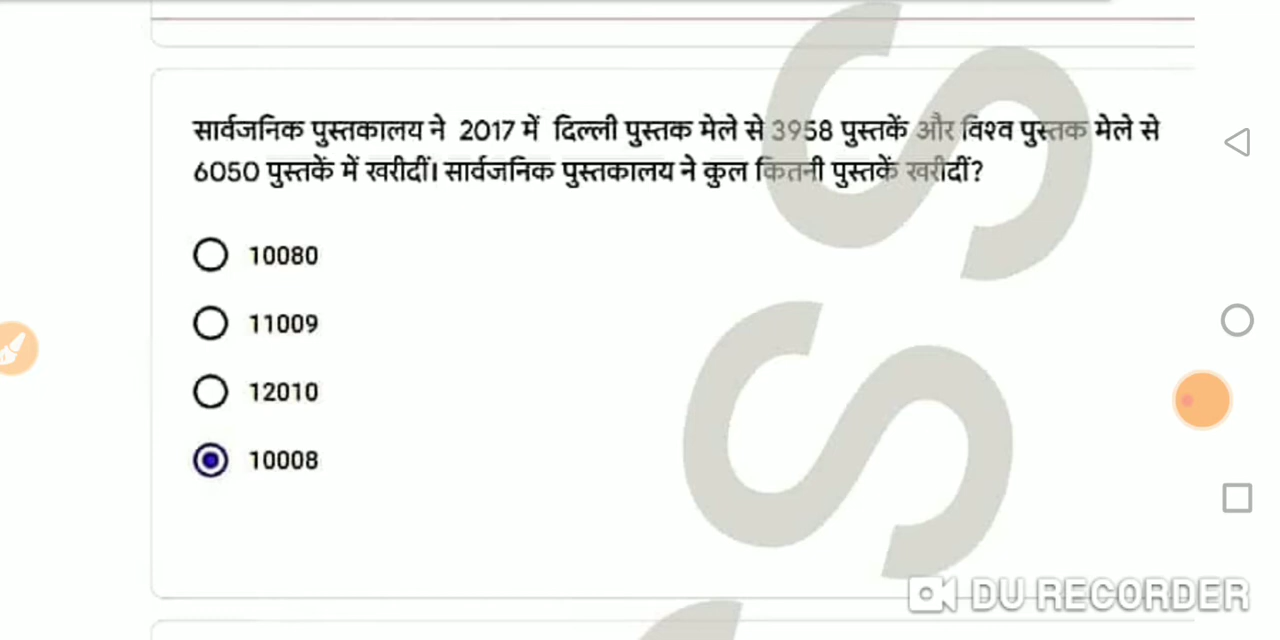 सार्वजनिक पुस्तकालय ने 2017 में दिल्ली पुस्तक मेले से 3958 पुस्तकें और विश्व पुस्तक मेले से
6050 पुस्तकें में खरीदीं। सार्वजनिक पुस्तकालय ने कुल कितनी पुस्तकें खरीदीं?
10080
11009
12010
10008
S S
S S
DU RECORDER